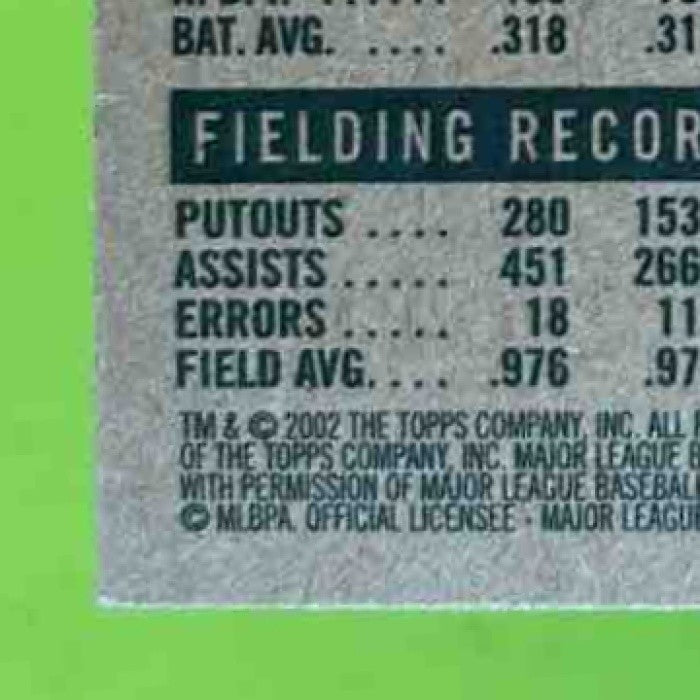 BAT. AVG. .... .318 .31
FIELDING RECOR
PUTOUTS .... 280 153
ASSISTS...... 451 266
ERRORS ..... 18 11
FIELD AVG.... .976 .97
TM & © 2002 THE TOPPS COMPANY, INC. ALL
OF THE TOPPS COMPANY, INC. MAJOR LEAGUE B
WITH PERMISSION OF MAJOR LEAGUE BASEBALL
© MLBPA. OFFICIAL LICENSEE - MAJOR LEAGU